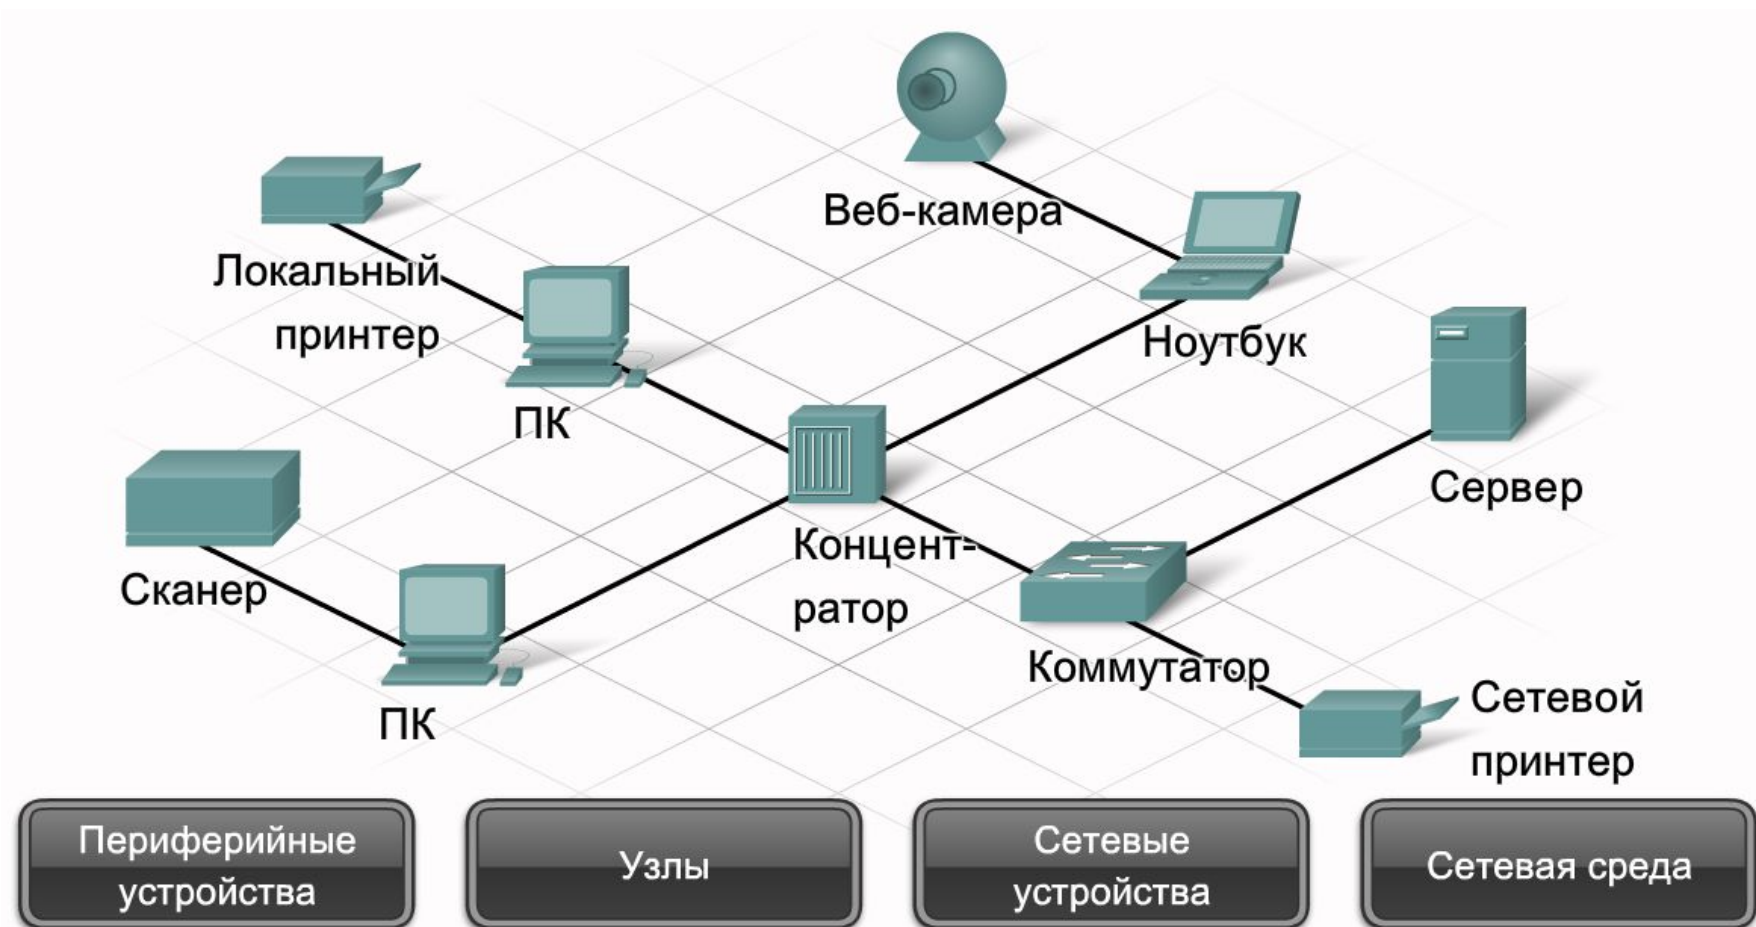 Веб-камера
Локальный
принтер
Ноутбук
ПК
Сервер
Концент-
ратор
Сканер
Коммутатор
ПК
Сетевой
принтер
Периферийные
устройства
Узлы
Сетевые
устройства
Сетевая среда